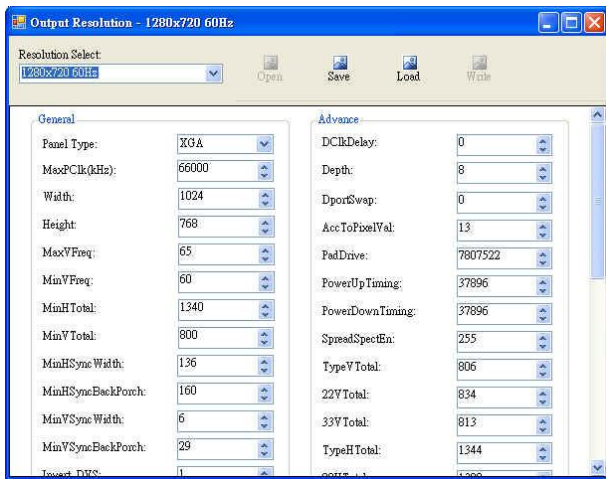 Output Resolution - 1280x720 60Hz
Resolution Select:
1280x720 60Hz
Open
Save
Load
Write
General
Panel Type: XGA
MaxPClk(kHz): 66000
Width: 1024
Height: 768
MaxVFreq: 65
MinVFreq: 60
MinHTotal: 1340
MinVTotal: 800
MinHSyncWidth: 136
MinHSyncBackPorch: 160
MinVSyncWidth: 6
MinVSyncBackPorch: 29
Invert_DVS: 1
Advance
DClkDelay: 0
Depth: 8
DportSwap: 0
AccToPixelVal: 13
PadDrive: 7807522
PowerUpTiming: 37896
PowerDownTiming: 37896
SpreadSpectEn: 255
TypeVTotal: 806
22VTotal: 834
33VTotal: 813
TypeHTotal: 1344